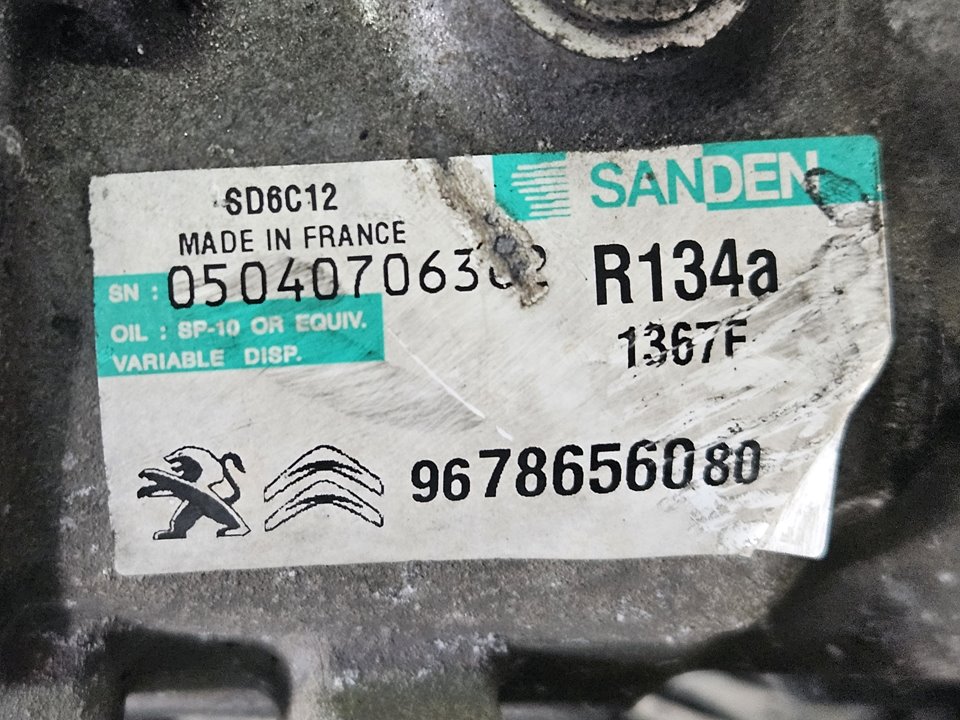 SD6C12
MADE IN FRANCE
SANDEN
SN :
OIL : SP-10 OR EQUIV.
VARIABLE DISP.
R134a
1367F
9678656080